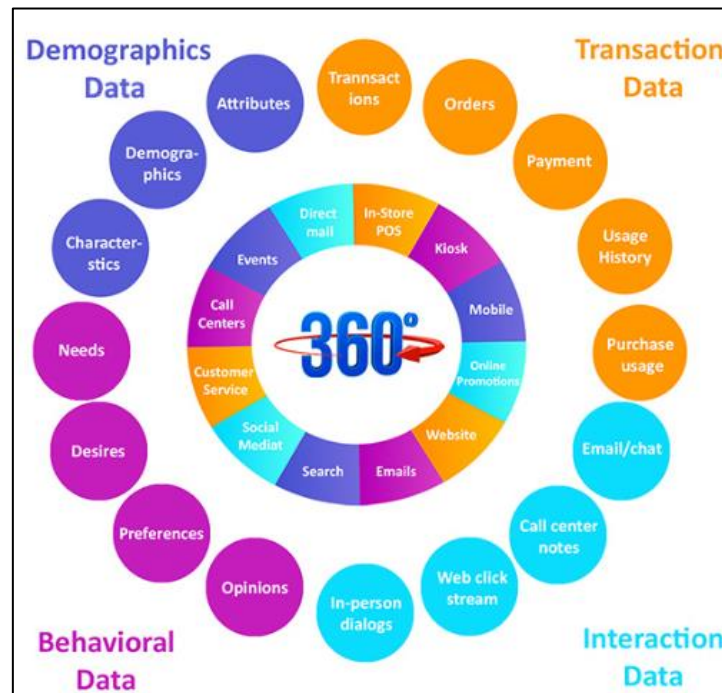 Demographics
Data
Transaction
Data
Attributes
Trannsact
ions
Orders
Demogra-
phics
Payment
Character-
stics
Usage
History
Needs
Purchase
usage
Desires
Email/chat
Preferences
Call center
notes
Opinions
Web click
stream
In-person
dialogs
Direct
mail
In-Store
POS
Kiosk
Mobile
Online
Promotions
Website
Emails
Search
Social
Mediat
Customer
Service
Call
Centers
Events
360°
Behavioral
Data
Interaction
Data